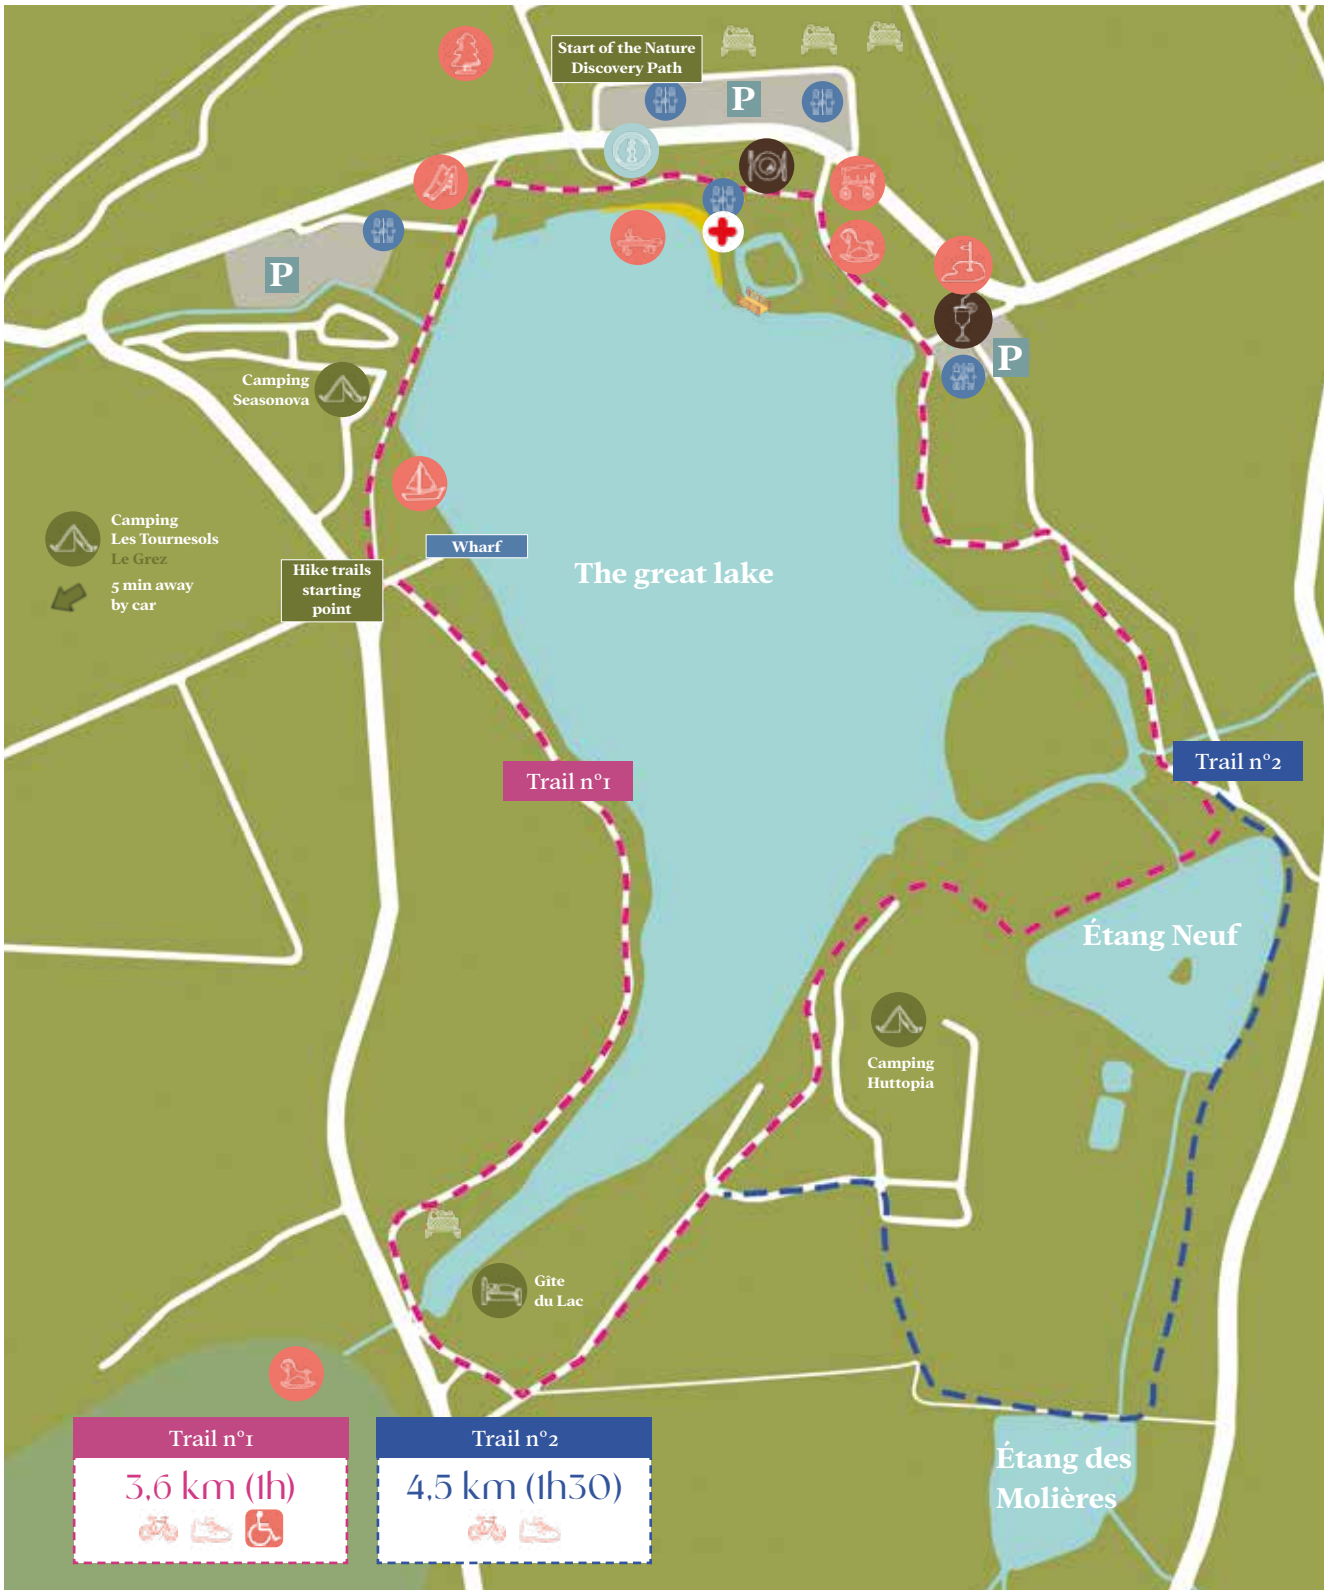 Start of the Nature
Discovery Path
P
P
P
Camping
Seasonova
Camping
Les Tournesols
Le Grez
5 min away
by car
Wharf
Hike trails
starting
point
The great lake
Trail n°1
Trail n°2
Étang Neuf
Camping
Huttopia
Gîte
du Lac
Étang des
Molières
Trail n°1
3,6 km (1h)
Trail n°2
4,5 km (1h30)